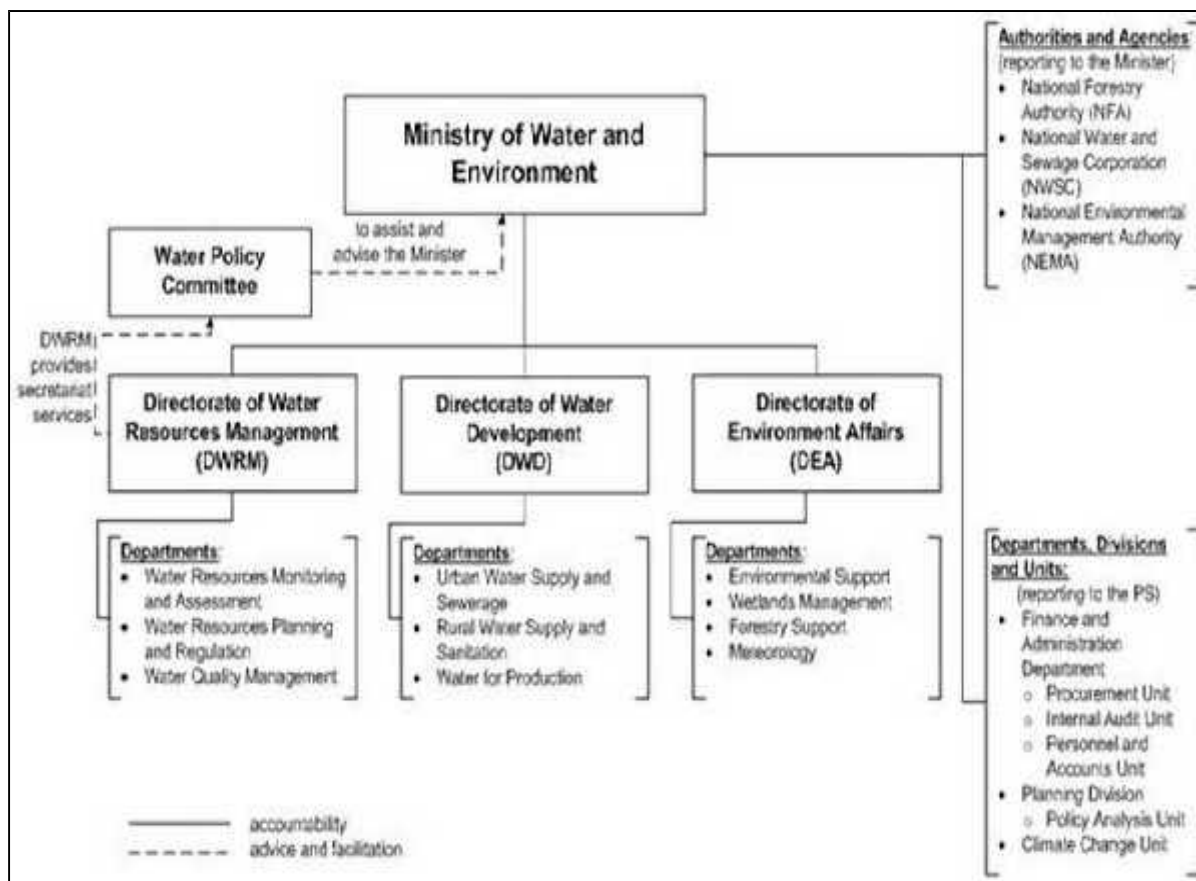 Authorities and Agencies:
(reporting to the Minister)
• National Forestry
Authority (NFA)
• National Water and
Sewage Corporation
(NWSC)
• National Environmental
Management Authority
(NEMA)
Ministry of Water and
Environment
to assist and
advise the Minister
Water Policy
Committee
DWRM
provides
secretariat
services
Directorate of Water
Resources Management
(DWRM)
Directorate of Water
Development
(DWD)
Directorate of
Environment Affairs
(DEA)
Departments:
• Water Resources Monitoring
and Assessment
• Water Resources Planning
and Regulation
• Water Quality Management
Departments:
• Urban Water Supply and
Sewerage
• Rural Water Supply and
Sanitation
• Water for Production
Departments:
• Environmental Support
• Wetlands Management
• Forestry Support
• Meteorology
Departments, Divisions
and Units:
(reporting to the PS)
• Finance and
Administration
Department
o Procurement Unit
o Internal Audit Unit
o Personnel and
Accounts Unit
• Planning Division
o Policy Analysis Unit
• Climate Change Unit
accountability
advice and facilitation